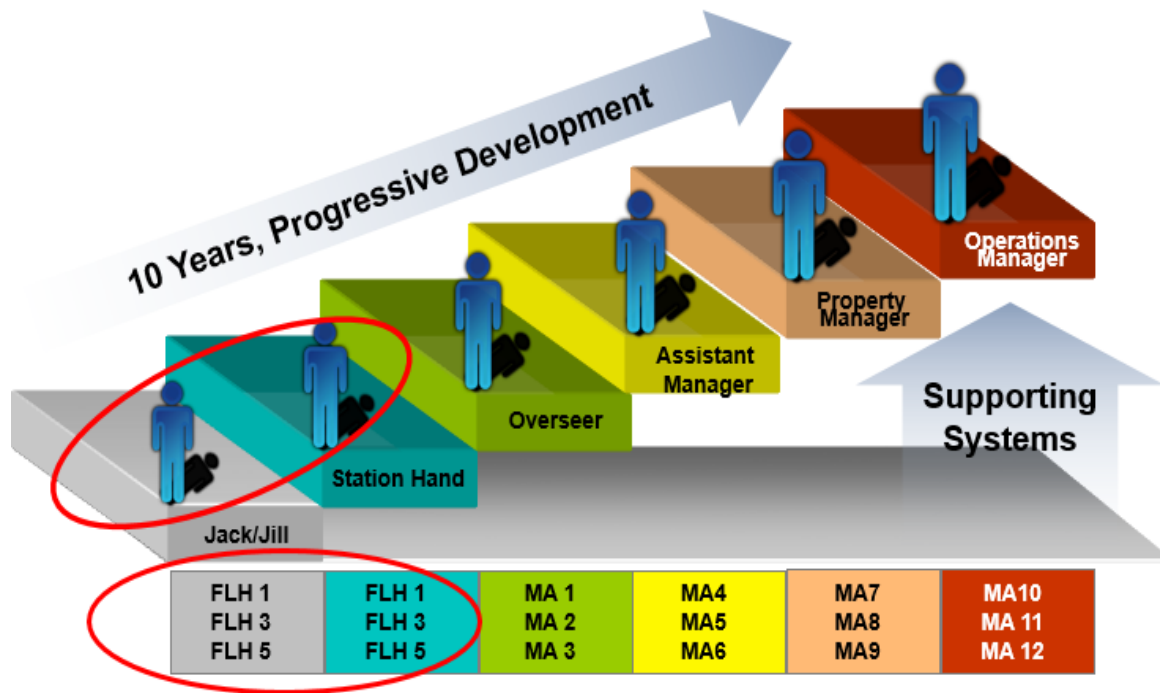 10 Years, Progressive Development
Operations
Manager
Property
Manager
Assistant
Manager
Overseer
Station Hand
Jack/Jill
Supporting
Systems
FLH 1
FLH 3
FLH 5
FLH 1
FLH 3
FLH 5
MA 1
MA 2
MA 3
MA4
MA5
MA6
MA7
MA8
MA9
MA10
MA 11
MA 12